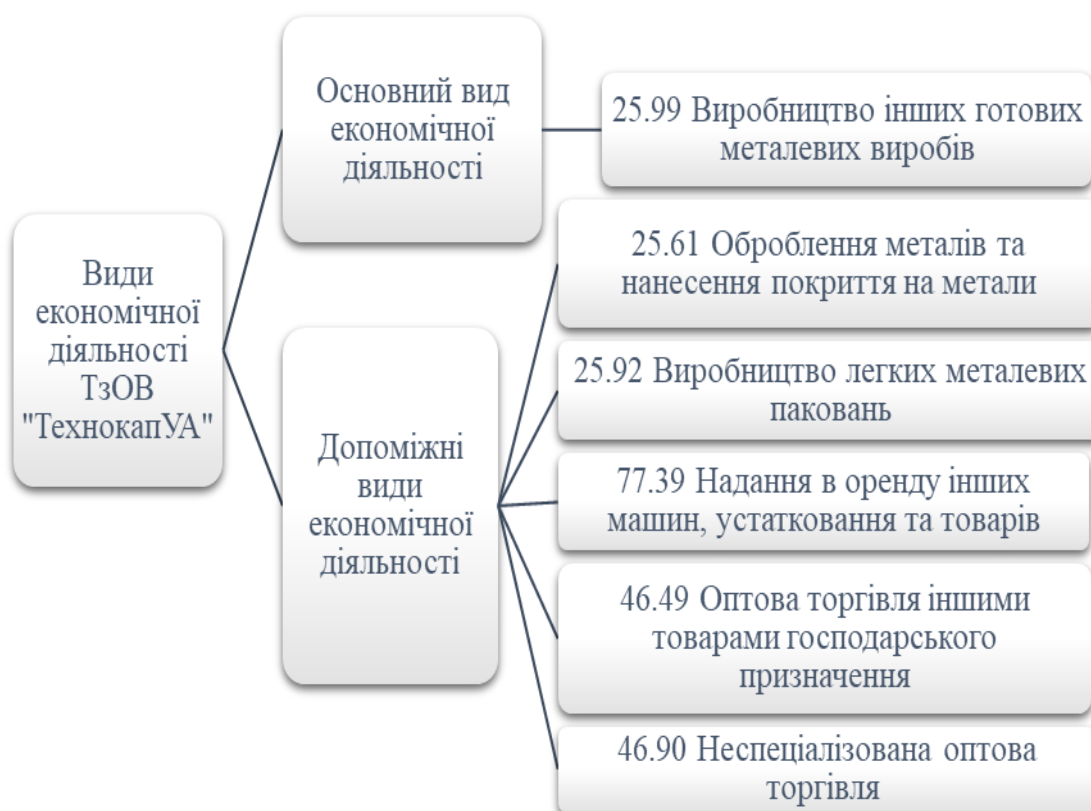 Види
економічної
діяльності
ТзОВ
"ТехнокапУА"
Основний вид
економічної
діяльності
25.99 Виробництво інших готових
металевих виробів
Допоміжні
види
економічної
діяльності
25.61 Оброблення металів та
нанесення покриття на метали
25.92 Виробництво легких металевих
паковань
77.39 Надання в оренду інших
машин, устатковання та товарів
46.49 Оптова торгівля іншими
товарами господарського
призначення
46.90 Неспеціалізована оптова
торгівля